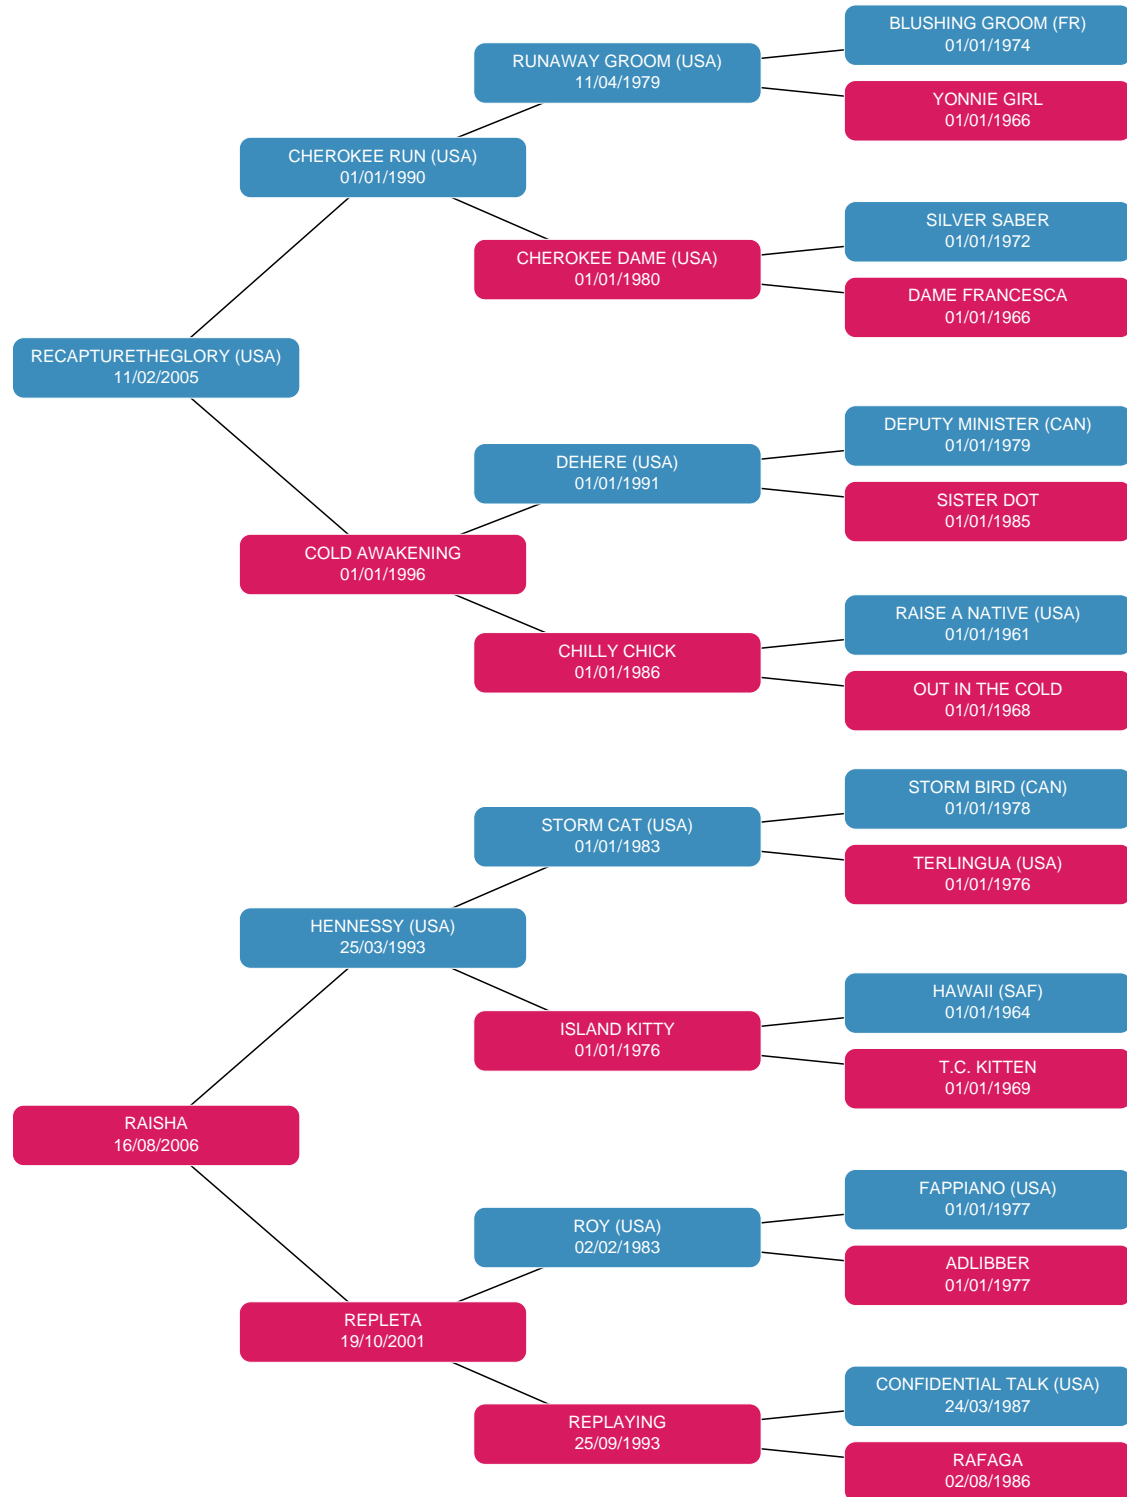 BLUSHING GROOM (FR)
01/01/1974
RUNAWAY GROOM (USA)
11/04/1979
YONNIE GIRL
01/01/1966
CHEROKEE RUN (USA)
01/01/1990
SILVER SABER
01/01/1972
CHEROKEE DAME (USA)
01/01/1980
DAME FRANCESCA
01/01/1966
RECAPTURETHEGLORY (USA)
11/02/2005
DEPUTY MINISTER (CAN)
01/01/1979
DEHERE (USA)
01/01/1991
SISTER DOT
01/01/1985
COLD AWAKENING
01/01/1996
RAISE A NATIVE (USA)
01/01/1961
CHILLY CHICK
01/01/1986
OUT IN THE COLD
01/01/1968
STORM BIRD (CAN)
01/01/1978
STORM CAT (USA)
01/01/1983
TERLINGUA (USA)
01/01/1976
HENNESSY (USA)
25/03/1993
HAWAII (SAF)
01/01/1964
ISLAND KITTY
01/01/1976
T.C. KITTEN
01/01/1969
RAISHA
16/08/2006
FAPPIANO (USA)
01/01/1977
ROY (USA)
02/02/1983
ADLIBBER
01/01/1977
REPLETA
19/10/2001
CONFIDENTIAL TALK (USA)
24/03/1987
REPLAYING
25/09/1993
RAFAGA
02/08/1986